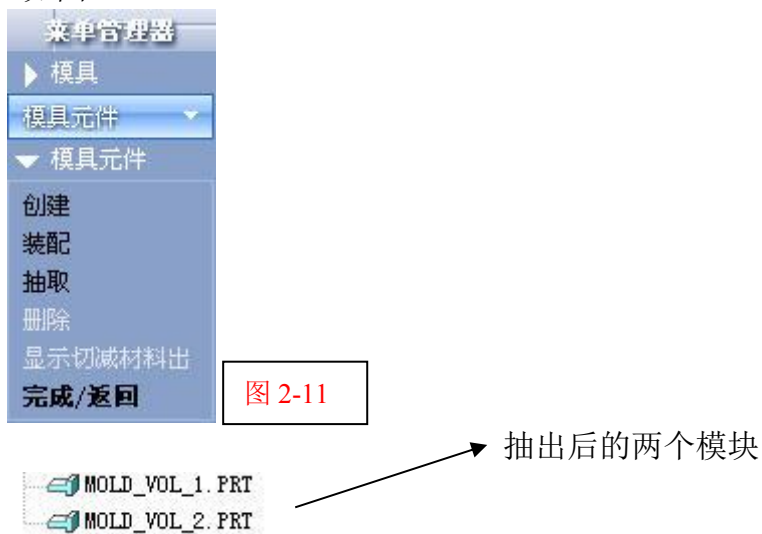 菜单管理器
模具
模具元件
模具元件
创建
装配
抽取
删除
显示切减材料出
完成/返回
图 2-11
抽出后的两个模块
MOLD_VOL_1.PRT
MOLD_VOL_2.PRT